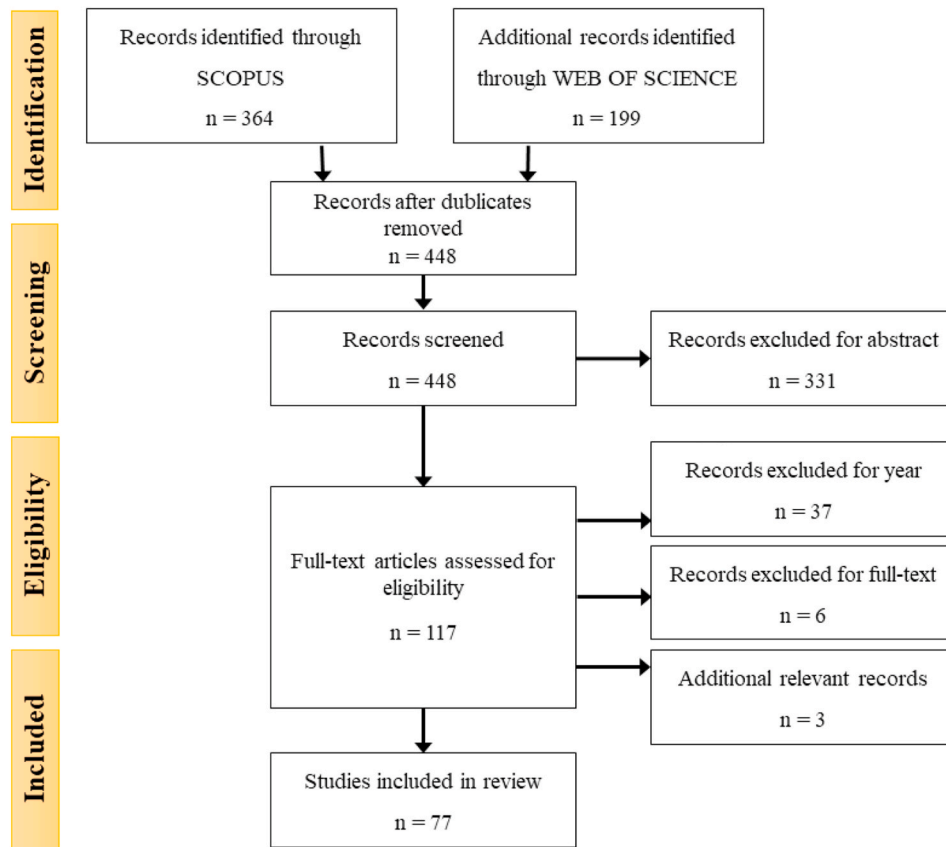 Identification
Records identified through
SCOPUS
n = 364
Additional records identified
through WEB OF SCIENCE
n = 199
Records after dublicates
removed
n = 448
Screening
Records screened
n = 448
Records excluded for abstract
n = 331
Eligibility
Full-text articles assessed for
eligibility
n = 117
Records excluded for year
n = 37
Records excluded for full-text
n = 6
Additional relevant records
n = 3
Included
Studies included in review
n = 77